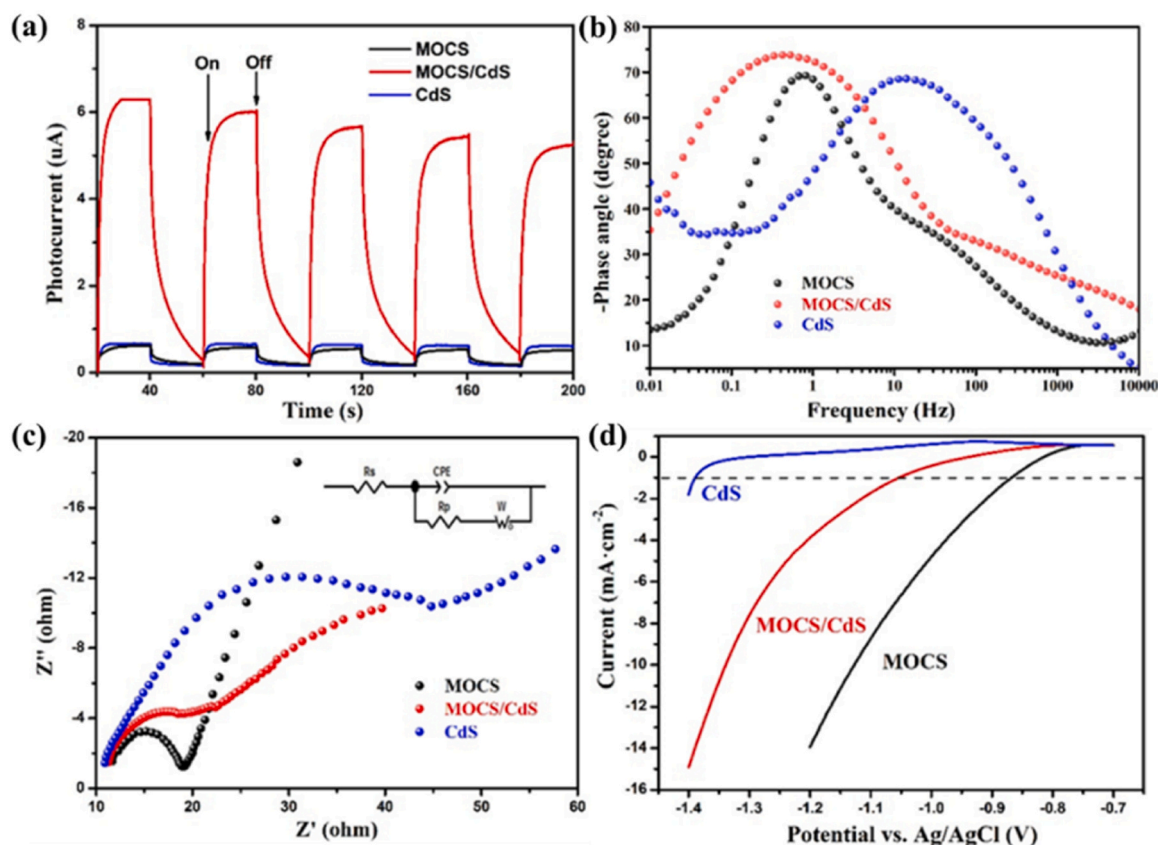 (a)
8
6
4
2
0
Photocurrent (uA)
On
Off
MOCS
MOCS/CdS
CdS
40
80
120
160
200
Time (s)
(b)
80
70
60
50
40
30
20
10
-Phase angle (degree)
MOCS
MOCS/CdS
CdS
0.01
0.1
1
10
100
1000
10000
Frequency (Hz)
(c)
-20
-16
-12
-8
-4
0
Z'' (ohm)
Rs
CPE
Rp
W
o
MOCS
MOCS/CdS
CdS
10
20
30
40
50
60
Z' (ohm)
(d)
0
-2
-4
-6
-8
-10
-12
-14
-16
Current (mA·cm⁻²)
CdS
MOCS/CdS
MOCS
-1.4
-1.3
-1.2
-1.1
-1.0
-0.9
-0.8
-0.7
Potential vs. Ag/AgCl (V)